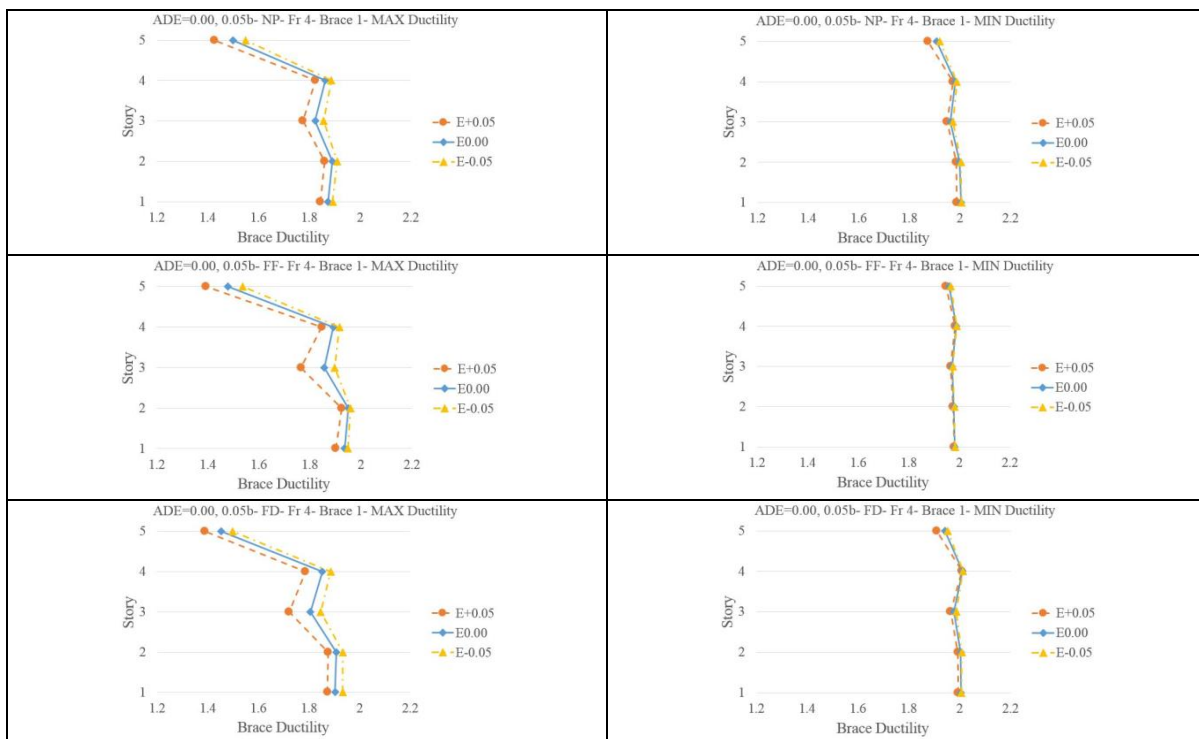 ADE=0.00, 0.05b- NP- Fr 4- Brace 1- MAX Ductility
5
4
3
2
1
Story
1.2 1.4 1.6 1.8 2 2.2
Brace Ductility
E+0.05
E0.00
E-0.05
ADE=0.00, 0.05b- NP- Fr 4- Brace 1- MIN Ductility
5
4
3
2
1
Story
1.2 1.4 1.6 1.8 2 2.2
Brace Ductility
E+0.05
E0.00
E-0.05
ADE=0.00, 0.05b- FF- Fr 4- Brace 1- MAX Ductility
5
4
3
2
1
Story
1.2 1.4 1.6 1.8 2 2.2
Brace Ductility
E+0.05
E0.00
E-0.05
ADE=0.00, 0.05b- FF- Fr 4- Brace 1- MIN Ductility
5
4
3
2
1
Story
1.2 1.4 1.6 1.8 2 2.2
Brace Ductility
E+0.05
E0.00
E-0.05
ADE=0.00, 0.05b- FD- Fr 4- Brace 1- MAX Ductility
5
4
3
2
1
Story
1.2 1.4 1.6 1.8 2 2.2
Brace Ductility
E+0.05
E0.00
E-0.05
ADE=0.00, 0.05b- FD- Fr 4- Brace 1- MIN Ductility
5
4
3
2
1
Story
1.2 1.4 1.6 1.8 2 2.2
Brace Ductility
E+0.05
E0.00
E-0.05